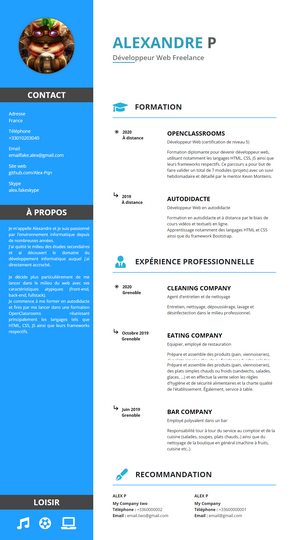 ALEXANDRE P
Développeur Web Freelance
CONTACT
Adresse
France
Téléphone
+33010203040
Email
emailfake.alex@gmail.com
Site web
github.com/Alex-Pqn
Skype
alex.fakeskype
À PROPOS
Je m'appelle Alexandre et je suis passionné
par l'environnement informatique depuis
de nombreuses années.
J'ai quitté le milieu des études secondaires
et si découvert le domaine du
développement informatique auquel j'ai
directement accroché.
Je décide plus particulièrement de me
lancer dans le milieu du web avec ses
caractéristiques atypiques (front-end,
back-end, fullstack).
Je commence à me former en autodidacte
et finis par me lancer dans une formation
OpenClassrooms réunissant
principalement les langages tels que
HTML, CSS, JS ainsi que leurs frameworks
respectifs.
LOISIR
FORMATION
2020
À distance
OPENCLASSROOMS
Développeur Web (certification de niveau 5)
Formation diplomante pour devenir développeur web,
utilisant notamment les langages HTML, CSS, JS ainsi que
leurs frameworks respectifs. Ce parcours a pour but de
faire valider un total de 7 modules (projets) avec un suivi
hebdomadaire et détaillé par le mentor Kevin Monteiro.
2019
À distance
AUTODIDACTE
Développeur Web en autodidacte
Formation en autodidacte et à distance par le biais de
cours vidéos et textuels en ligne.
Apprentissage notamment des langages HTML et CSS
ainsi que du framework Bootstrap.
EXPÉRIENCE PROFESSIONNELLE
2020
Grenoble
CLEANING COMPANY
Agent d'entretien et de nettoyage
Entretien, nettoyage, dépoussiérage, lavage et
désinfection dans le milieu professionnel.
Octobre 2019
Grenoble
EATING COMPANY
Équipier, employé de restauration
Prépare et assemble des produits (pain, viennoiseries),
Prépare et assemble des produits (pain, viennoiseries),
des plats simples chauds ou froids (sandwichs, salades,
glaces, ...) et en effectue la vente selon les règles
d'hygiène et de sécurité alimentaires et la charte qualité
de l'établissement. Également, service en salle et
nettoyage.
Juin 2019
Grenoble
BAR COMPANY
Employé polyvalent dans un bar
Responsabilité tour à tour du service au comptoir et de la
cuisine (salades, soupes, plats chauds..) ainsi que du
nettoyage de la boutique en général (machine à fruits,
cuisine etc..)
RECOMMANDATION
ALEX P
My Company two
Téléphone : +3360000002
Email : email.two@gmail.com
ALEX P
My Company
Téléphone : +3360000001
Email : email@gmail.com